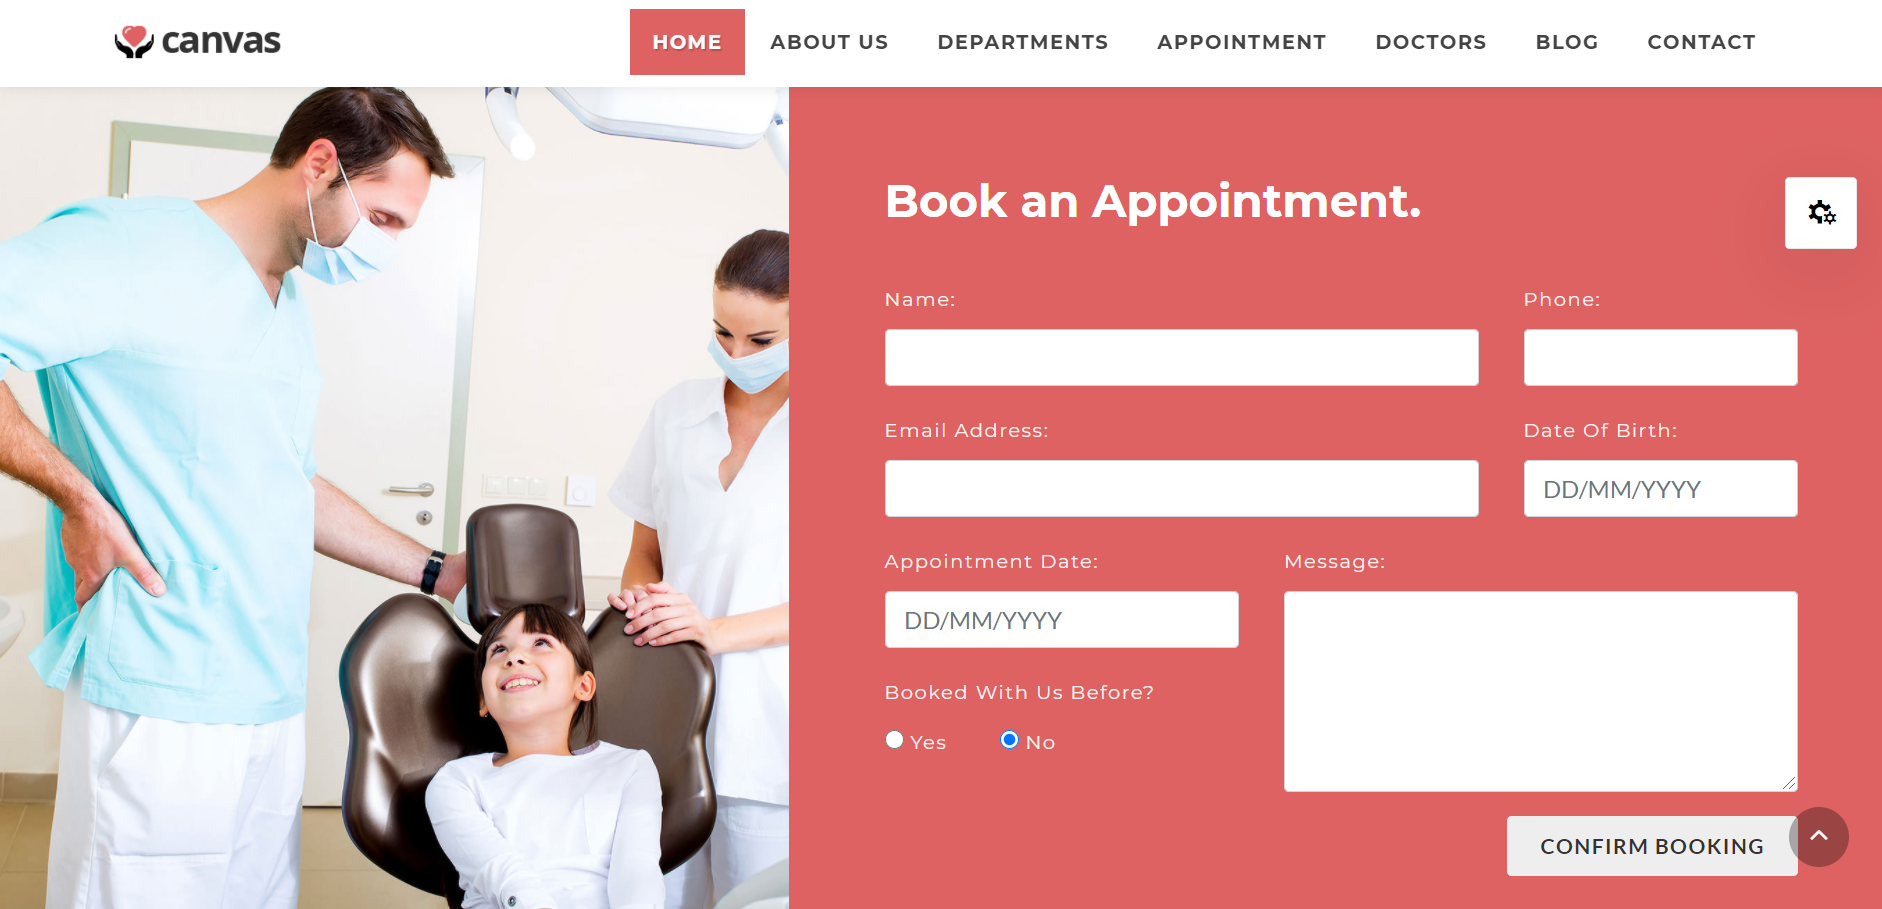 canvas
HOME ABOUT US DEPARTMENTS APPOINTMENT DOCTORS BLOG CONTACT
Book an Appointment.
Name: Phone:
Email Address: Date Of Birth:
DD/MM/YYYY
Appointment Date: Message:
DD/MM/YYYY
Booked With Us Before?
Yes No
CONFIRM BOOKING